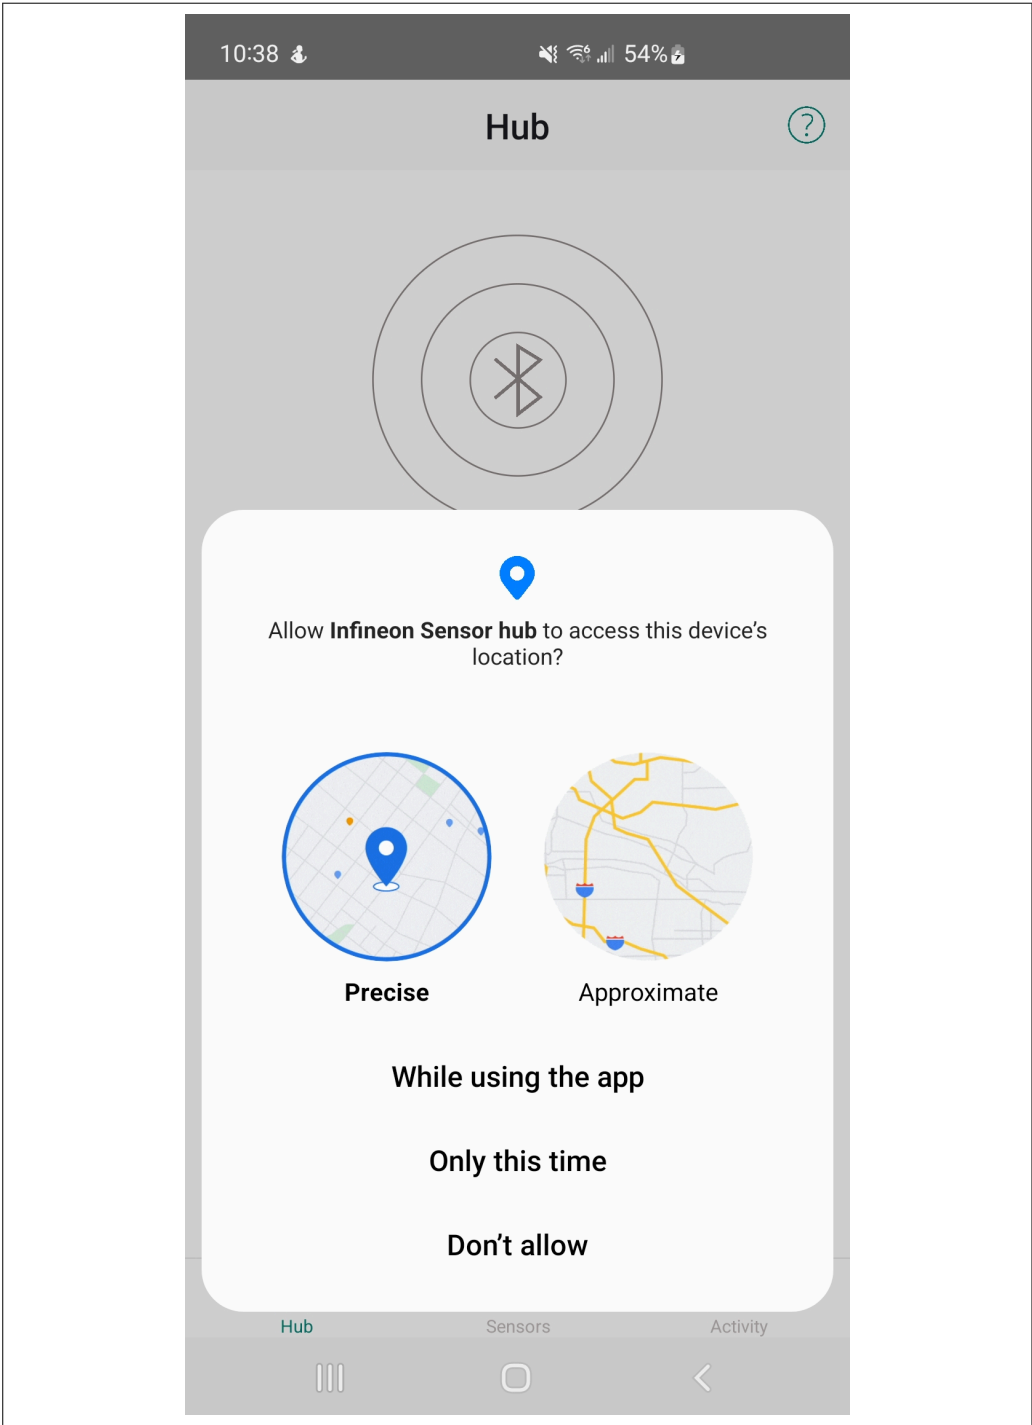 10:38 54%
Hub
?
Allow Infineon Sensor hub to access this device’s
location?
Precise Approximate
While using the app
Only this time
Don’t allow
Hub Sensors Activity